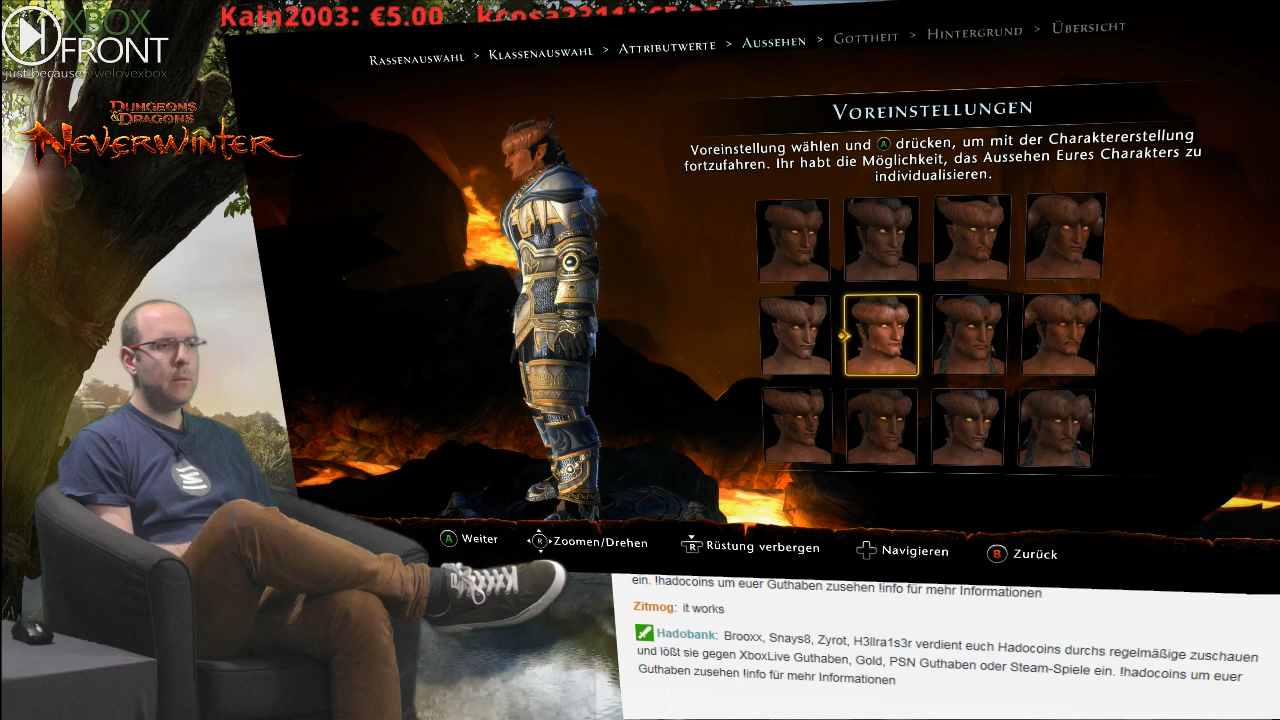 Kain2003: €5.00 Krosa2311:
XBOX
FRONT
just because #welovexbox
DUNGEONS
& DRAGONS
NEVERWINTER
RASSENAUSWAHL > KLASSENAUSWAHL > ATTRIBUTWERTE > AUSSEHEN > GOTTHEIT > HINTERGRUND > ÜBERSICHT
VOREINSTELLUNGEN
Voreinstellung wählen und A drücken, um mit der Charaktererstellung
fortzufahren. Ihr habt die Möglichkeit, das Aussehen Eures Charakters zu
individualisieren.
A Weiter R Zoomen/Drehen R Rüstung verbergen Navigieren B Zurück
ein. !hadocoins um euer Guthaben zusehen !info für mehr Informationen
Zitmog: it works
Hadobank: Brooxx, Snays8, Zyrot, H3llra1s3r verdient euch Hadocoins durchs regelmäßige zuschauen
und lößt sie gegen XboxLive Guthaben, Gold, PSN Guthaben oder Steam-Spiele ein. !hadocoins um euer
Guthaben zusehen !info für mehr Informationen